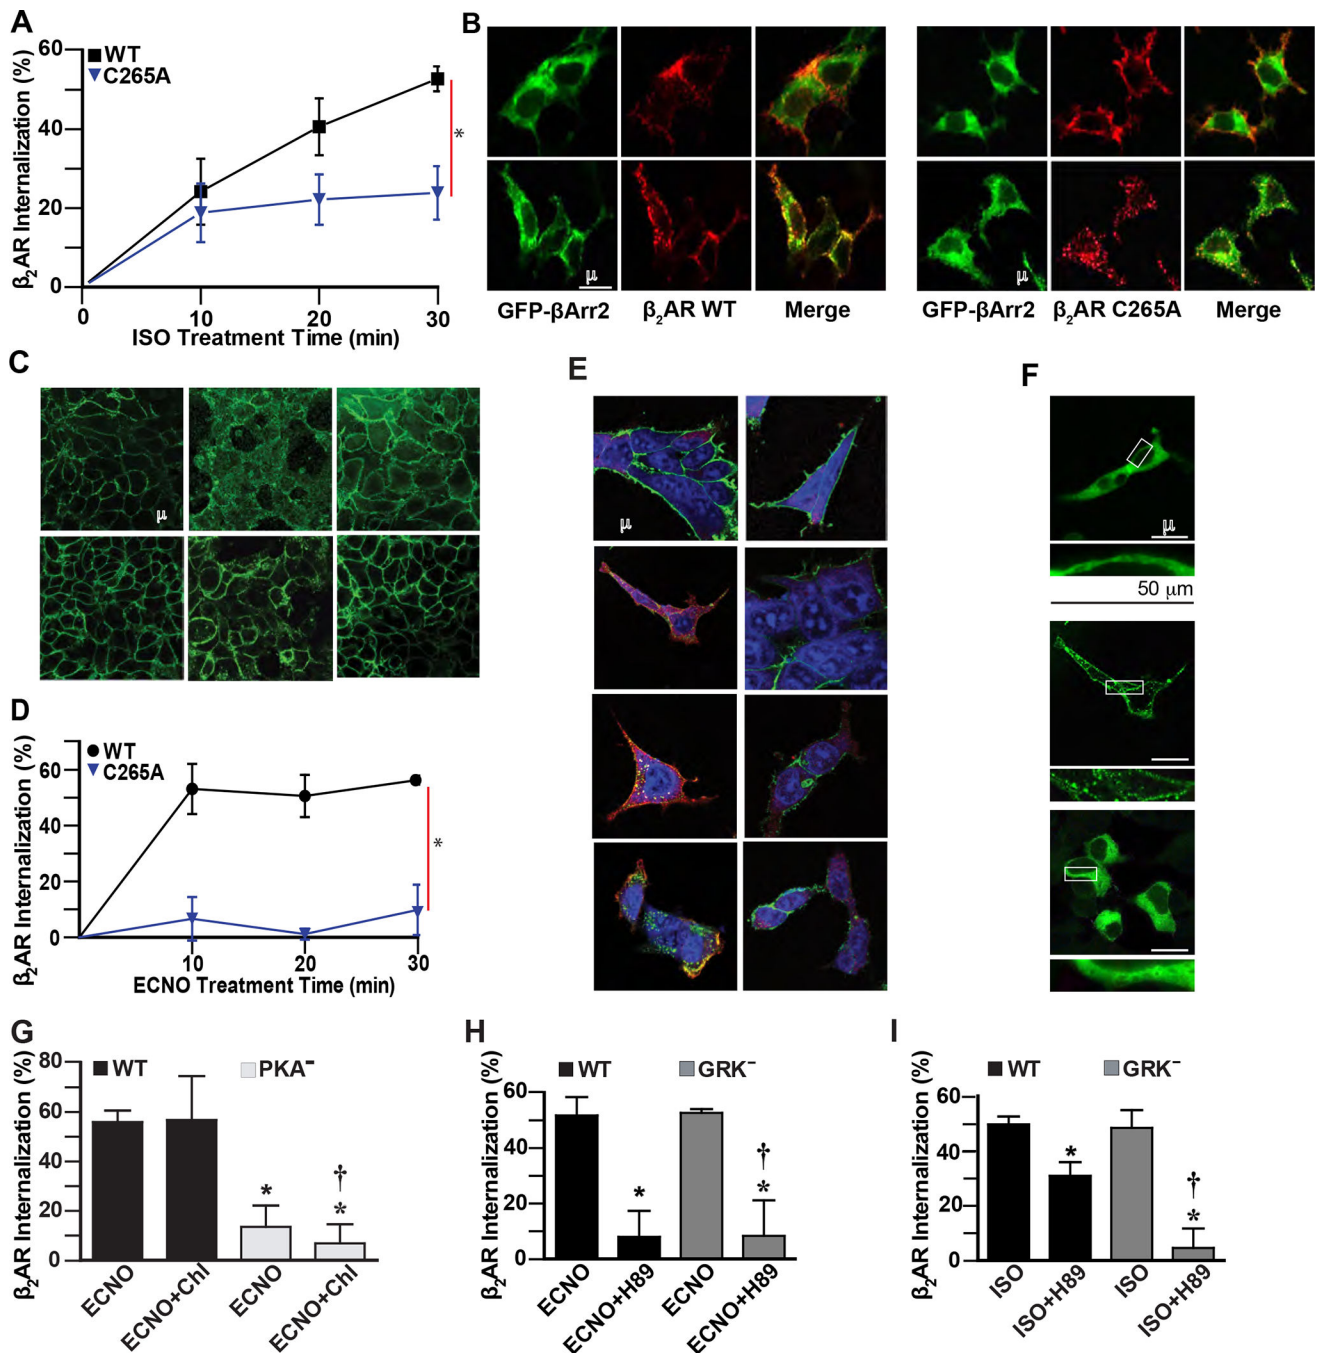 A
β2AR Internalization (%)
60
40
20
0
WT
C265A
*
0
10
20
30
ISO Treatment Time (min)
B
μ
μ
GFP-βArr2
β2AR WT
Merge
GFP-βArr2
β2AR C265A
Merge
C
μ
D
β2AR Internalization (%)
60
40
20
0
WT
C265A
*
10
20
30
ECNO Treatment Time (min)
E
μ
F
μ
50 μm
G
β2AR Internalization (%)
80
60
40
20
0
WT
PKA−
*
†
*
ECNO
ECNO+Chl
ECNO
ECNO+Chl
H
β2AR Internalization (%)
60
40
20
0
WT
GRK−
*
†
*
ECNO
ECNO+H89
ECNO
ECNO+H89
I
β2AR Internalization (%)
60
40
20
0
WT
GRK−
*
†
*
ISO
ISO+H89
ISO
ISO+H89